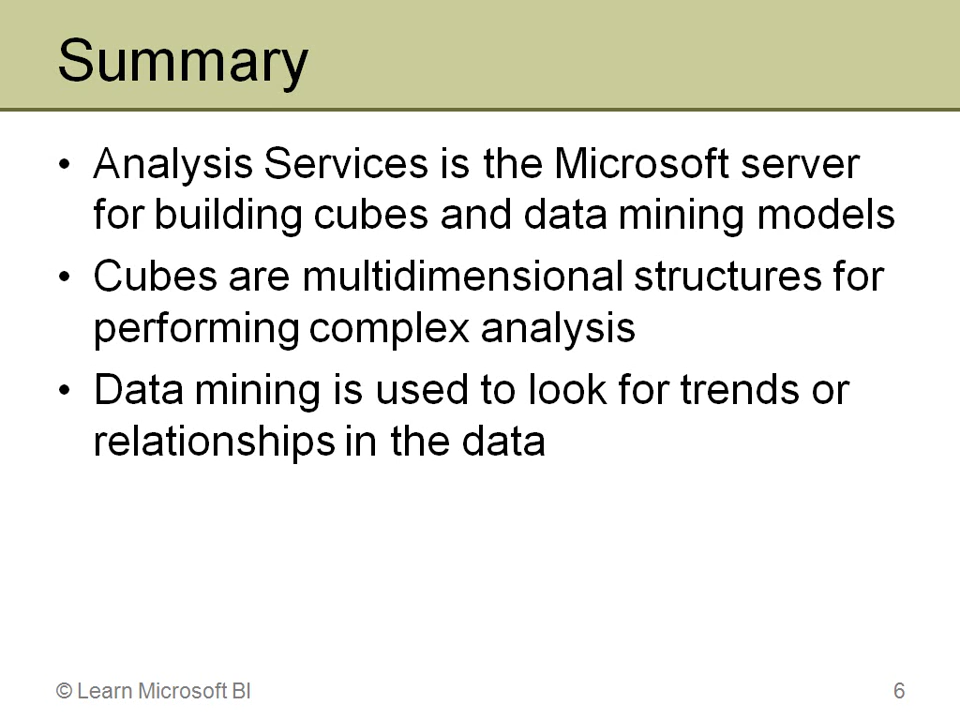 Summary
• Analysis Services is the Microsoft server
for building cubes and data mining models
• Cubes are multidimensional structures for
performing complex analysis
• Data mining is used to look for trends or
relationships in the data
© Learn Microsoft BI
6